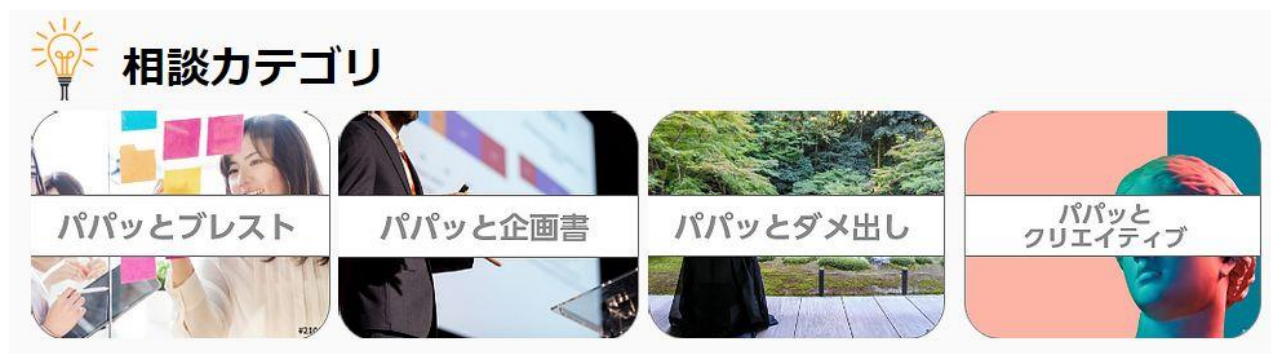 相談カテゴリ
パパッとブレスト
パパッと企画書
パパッとダメ出し
パパッと
クリエイティブ